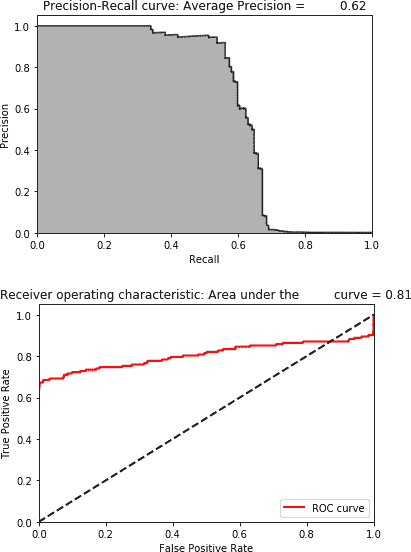 Precision-Recall curve: Average Precision = 0.62
1.0
0.8
0.6
0.4
0.2
0.0
Precision
0.0 0.2 0.4 0.6 0.8 1.0
Recall
Receiver operating characteristic: Area under the curve = 0.81
1.0
0.8
0.6
0.4
0.2
0.0
True Positive Rate
ROC curve
0.0 0.2 0.4 0.6 0.8 1.0
False Positive Rate